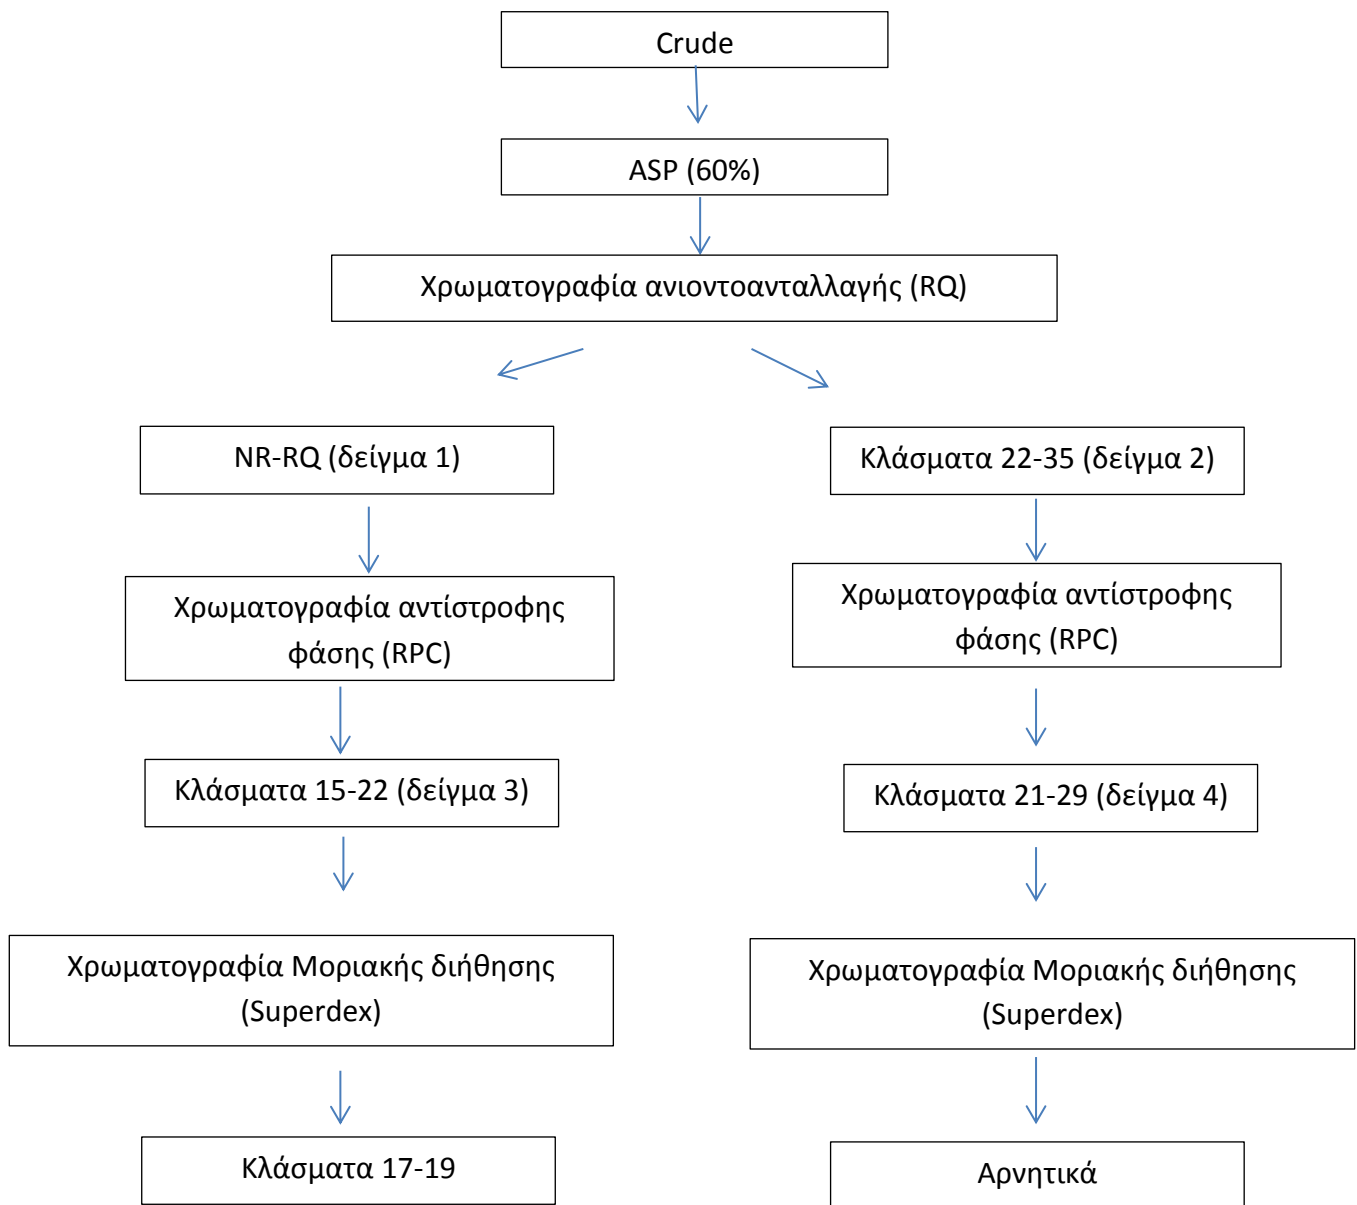 Crude
ASP (60%)
Χρωματογραφία ανιοντοανταλλαγής (RQ)
NR-RQ (δείγμα 1)
Κλάσματα 22-35 (δείγμα 2)
Χρωματογραφία αντίστροφης
φάσης (RPC)
Χρωματογραφία αντίστροφης
φάσης (RPC)
Κλάσματα 15-22 (δείγμα 3)
Κλάσματα 21-29 (δείγμα 4)
Χρωματογραφία Μοριακής διήθησης
(Superdex)
Χρωματογραφία Μοριακής διήθησης
(Superdex)
Κλάσματα 17-19
Αρνητικά